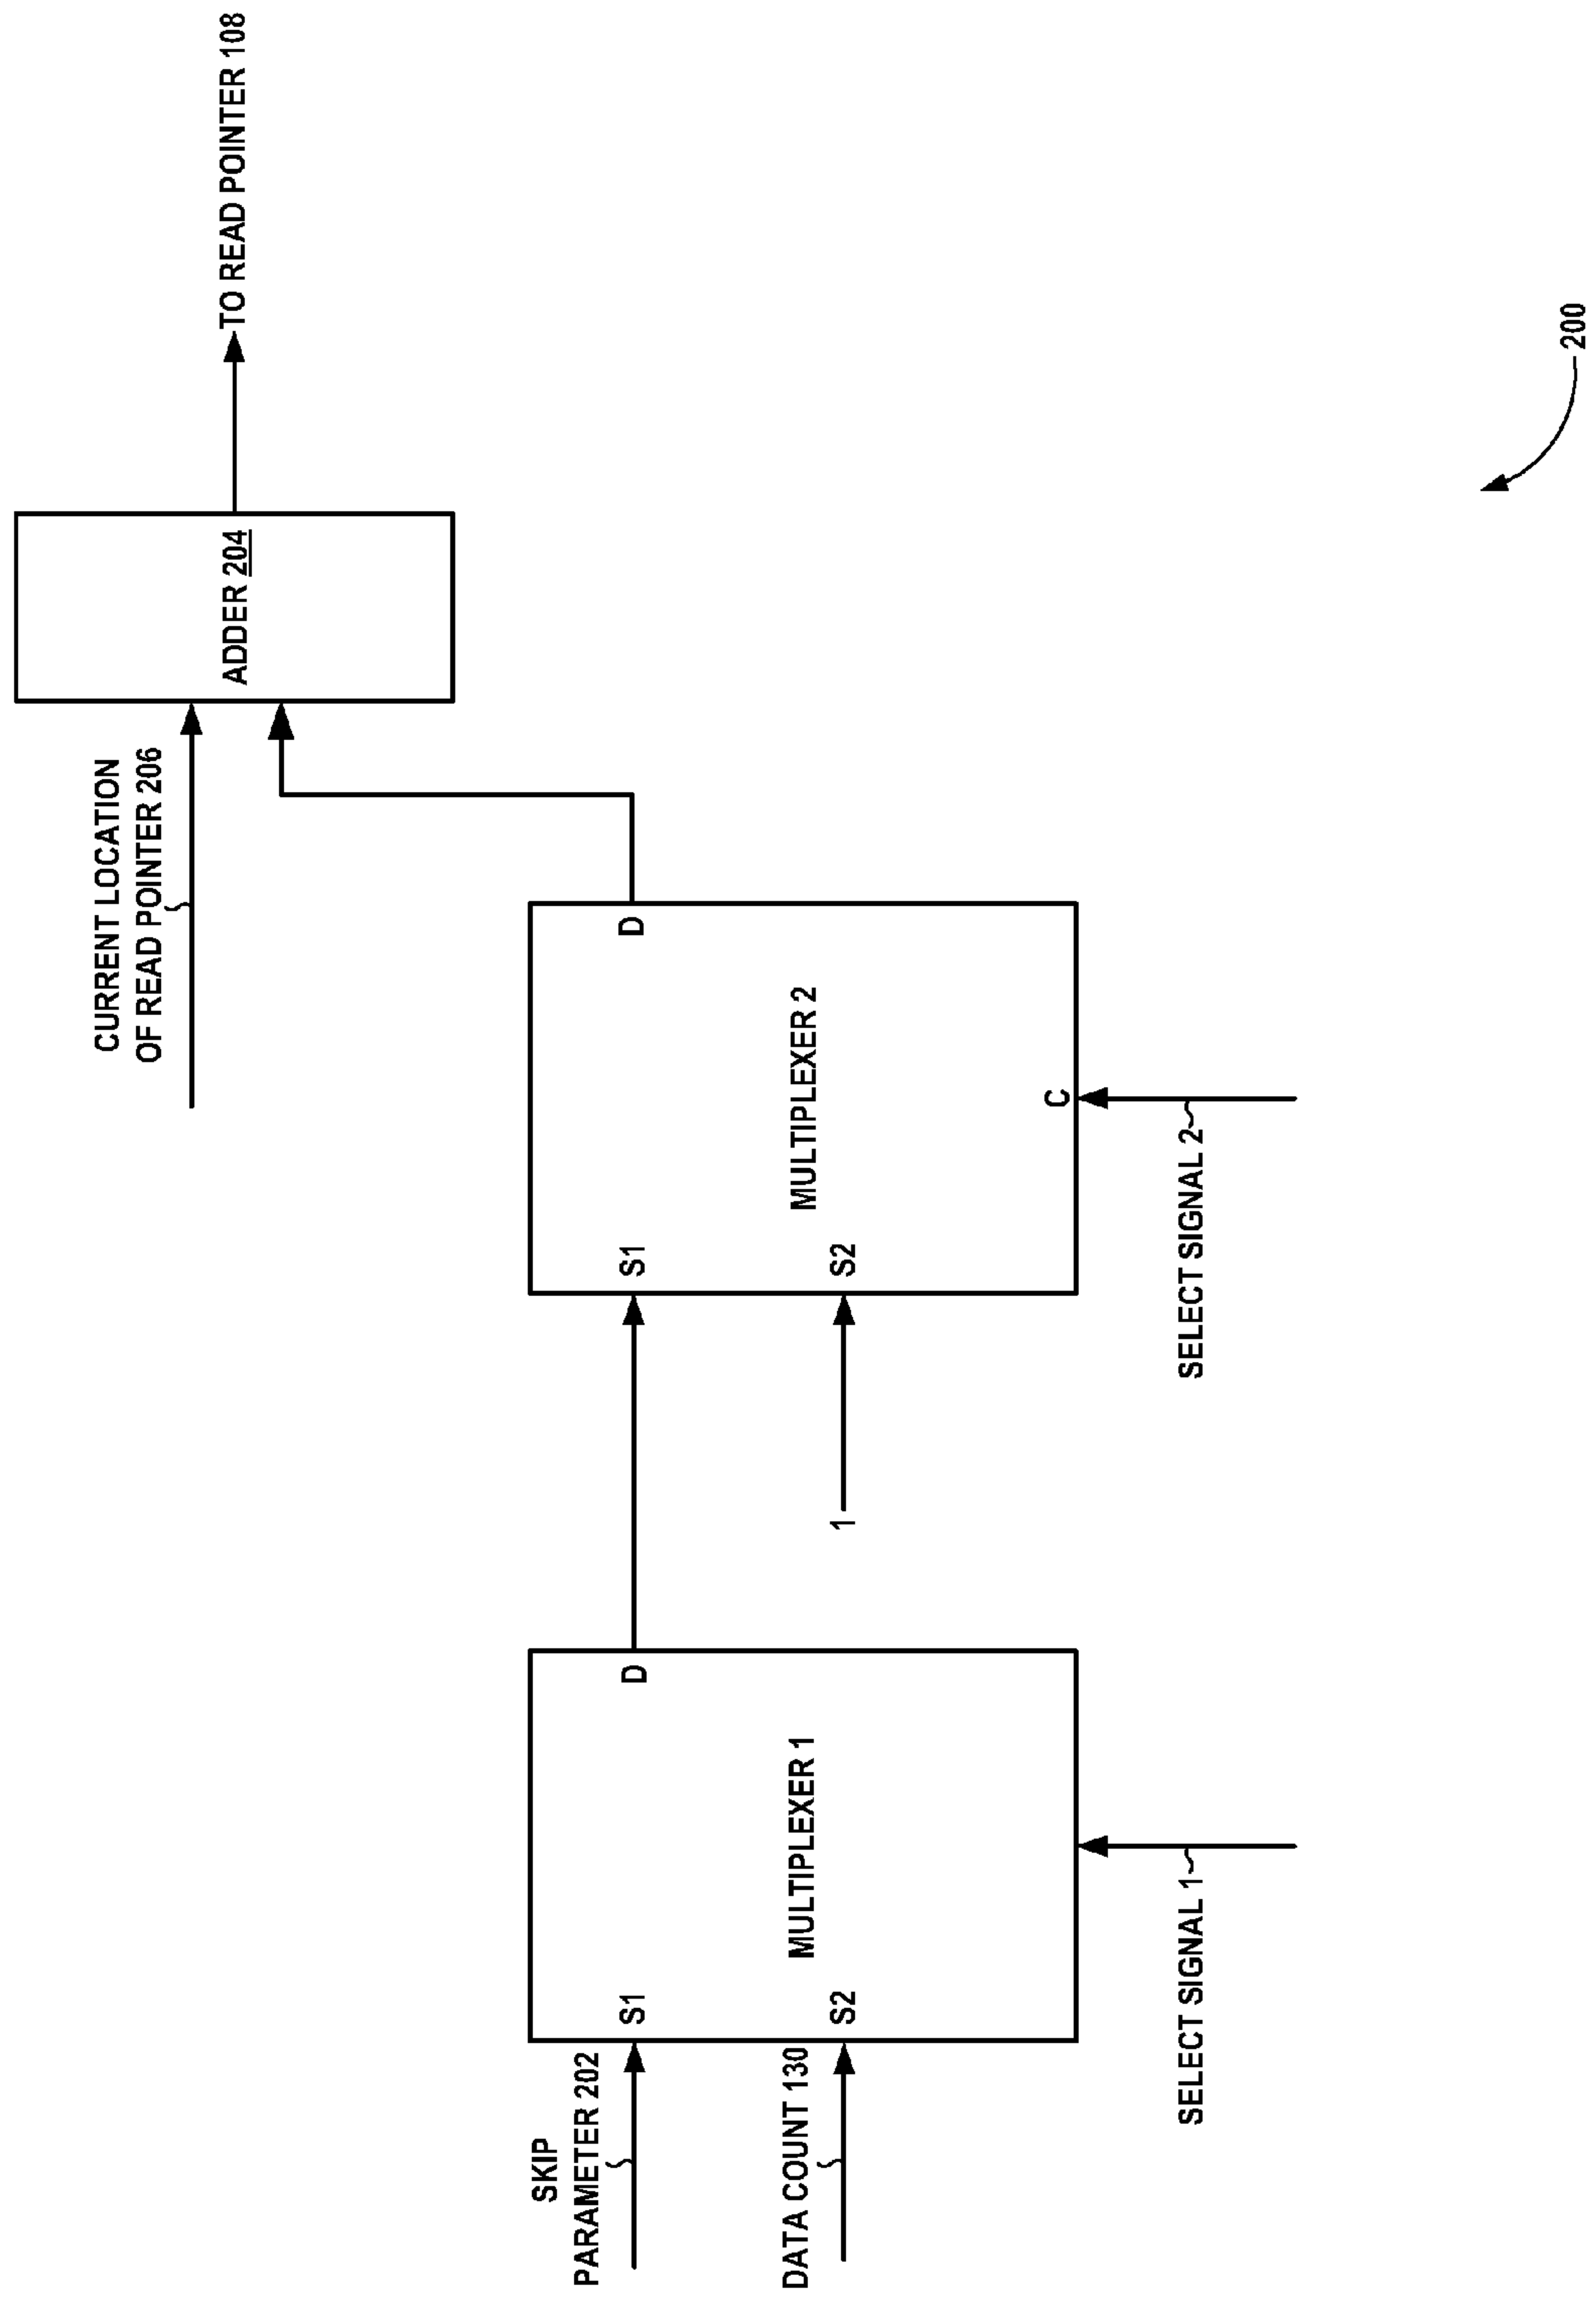 CURRENT LOCATION
OF READ POINTER 206
ADDER 204
TO READ POINTER 108
SKIP
PARAMETER 202
S1
D
DATA COUNT 130
S2
MULTIPLEXER 1
SELECT SIGNAL 1
S1
D
1
S2
MULTIPLEXER 2
C
SELECT SIGNAL 2
200